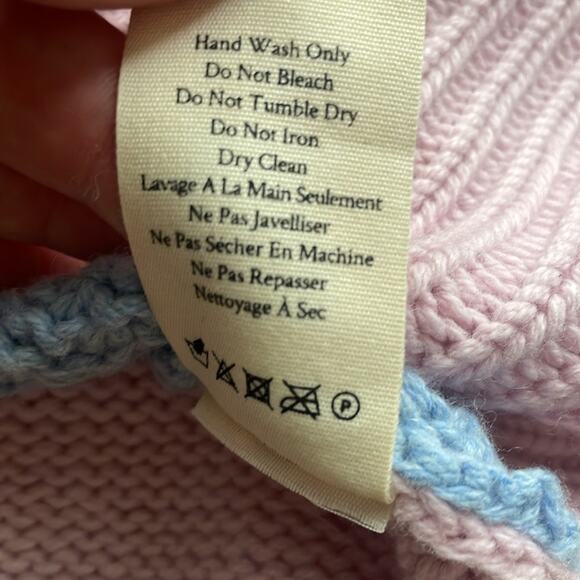 Hand Wash Only
Do Not Bleach
Do Not Tumble Dry
Do Not Iron
Dry Clean
Lavage A La Main Seulement
Ne Pas Javelliser
Ne Pas Sécher En Machine
Ne Pas Repasser
Nettoyage À Sec
P